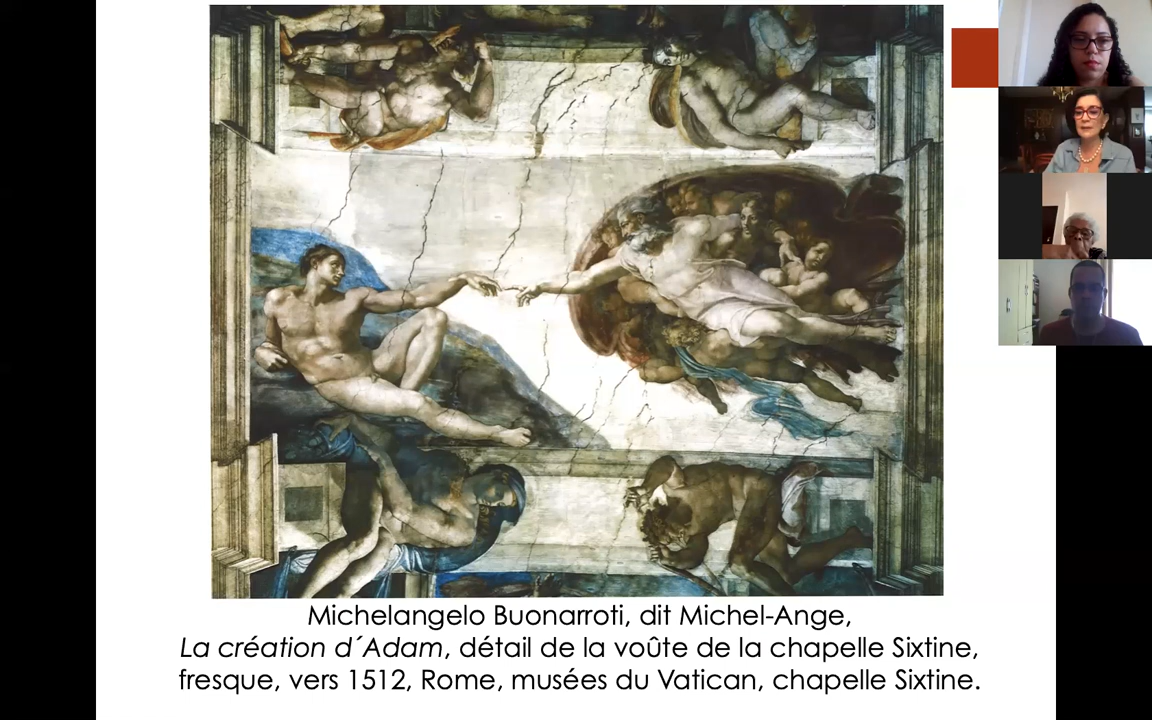 Michelangelo Buonarroti, dit Michel-Ange,
La création d´Adam, détail de la voûte de la chapelle Sixtine,
fresque, vers 1512, Rome, musées du Vatican, chapelle Sixtine.